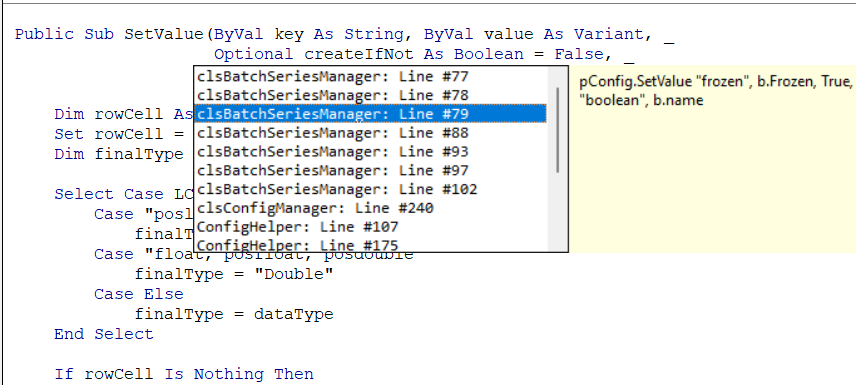 Public Sub SetValue(ByVal key As String, ByVal value As Variant, _
Optional createIfNot As Boolean = False, _
clsBatchSeriesManager: Line #77
clsBatchSeriesManager: Line #78
clsBatchSeriesManager: Line #79
clsBatchSeriesManager: Line #88
clsBatchSeriesManager: Line #93
clsBatchSeriesManager: Line #97
clsBatchSeriesManager: Line #102
clsConfigManager: Line #240
ConfigHelper: Line #107
ConfigHelper: Line #175
pConfig.SetValue "frozen", b.Frozen, True,
"boolean", b.name
Dim rowCell As
Set rowCell =
Dim finalType
Select Case LC
Case "posl
finalT
Case "float, posfloat, posdouble"
finalType = "Double"
Case Else
finalType = dataType
End Select
If rowCell Is Nothing Then